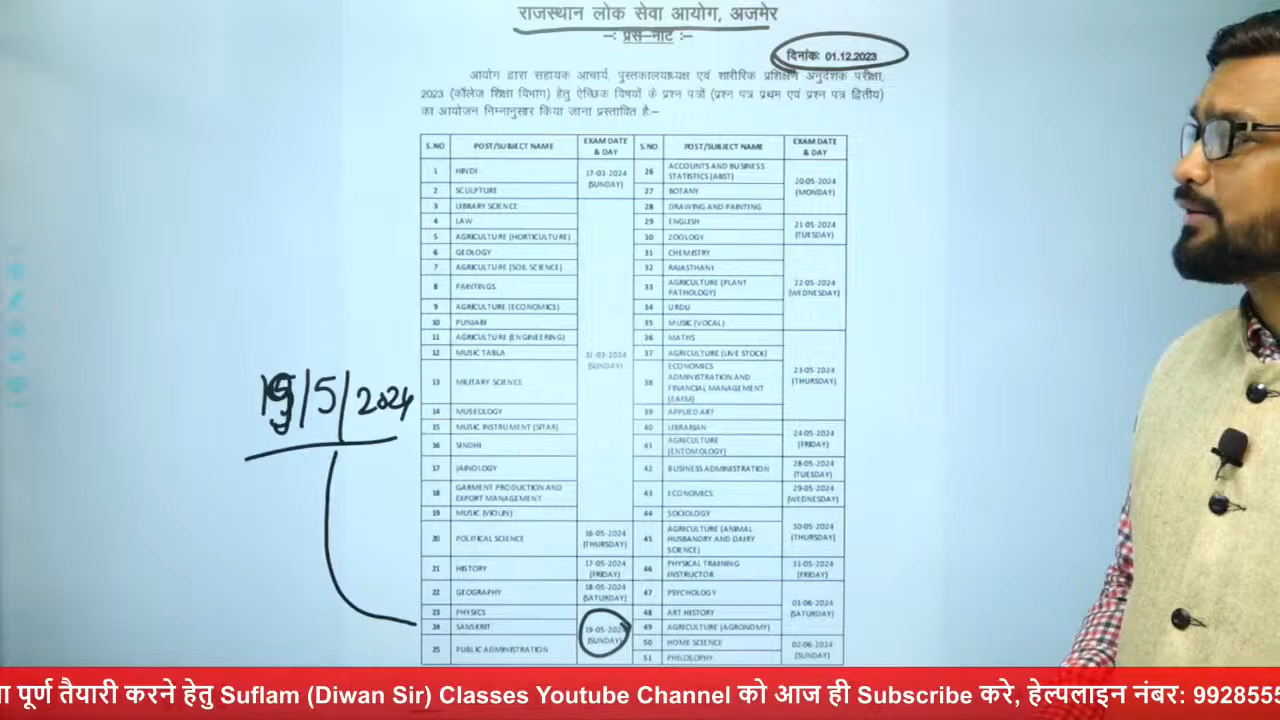 राजस्थान लोक सेवा आयोग, अजमेर
–: प्रेस–नोट :–
दिनांकः 01.12.2023
आयोग द्वारा सहायक आचार्य, पुस्तकालयाध्यक्ष एवं शारीरिक प्रशिक्षण अनुदेशक परीक्षा,
2023 (कॉलेज शिक्षा विभाग) हेतु ऐच्छिक विषयों के प्रश्न पत्रों (प्रश्न पत्र प्रथम एवं प्रश्न पत्र द्वितीय)
का आयोजन निम्नानुसार किया जाना प्रस्तावित है:–
S.NO POST/SUBJECT NAME EXAM DATE & DAY S.NO POST/SUBJECT NAME EXAM DATE & DAY
1 HINDI 17-03-2024 (SUNDAY) 26 ACCOUNTS AND BUSINESS STATISTICS (ABST) 20-05-2024 (MONDAY)
2 SCULPTURE 27 BOTANY
3 LIBRARY SCIENCE 31-03-2024 (SUNDAY) 28 DRAWING AND PAINTING
4 LAW 29 ENGLISH 21-05-2024 (TUESDAY)
5 AGRICULTURE (HORTICULTURE) 30 ZOOLOGY
6 GEOLOGY 31 CHEMISTRY 22-05-2024 (WEDNESDAY)
7 AGRICULTURE (SOIL SCIENCE) 32 RAJASTHANI
8 PAINTINGS 33 AGRICULTURE (PLANT PATHOLOGY)
9 AGRICULTURE (ECONOMICS) 34 URDU
10 PUNJABI 35 MUSIC (VOCAL)
11 AGRICULTURE (ENGINEERING) 36 MATHS 23-05-2024 (THURSDAY)
12 MUSIC TABLA 37 AGRICULTURE (LIVE STOCK)
13 MILITARY SCIENCE 38 ECONOMICS ADMINISTRATION AND FINANCIAL MANAGEMENT (EAFM)
14 MUSEOLOGY 39 APPLIED ART
15 MUSIC INSTRUMENT (SITAR) 40 LIBRARIAN 24-05-2024 (FRIDAY)
16 SINDHI 41 AGRICULTURE (ENTOMOLOGY)
17 JAINOLOGY 42 BUSINESS ADMINISTRATION 28-05-2024 (TUESDAY)
18 GARMENT PRODUCTION AND EXPORT MANAGEMENT 43 ECONOMICS 29-05-2024 (WEDNESDAY)
19 MUSIC (VIOLIN) 44 SOCIOLOGY 30-05-2024 (THURSDAY)
20 POLITICAL SCIENCE 16-05-2024 (THURSDAY) 45 AGRICULTURE (ANIMAL HUSBANDRY AND DAIRY SCIENCE)
21 HISTORY 17-05-2024 (FRIDAY) 46 PHYSICAL TRAINING INSTRUCTOR 31-05-2024 (FRIDAY)
22 GEOGRAPHY 18-05-2024 (SATURDAY) 47 PSYCHOLOGY 01-06-2024 (SATURDAY)
23 PHYSICS 19-05-2024 (SUNDAY) 48 ART HISTORY
24 SANSKRIT 49 AGRICULTURE (AGRONOMY)
25 PUBLIC ADMINISTRATION 50 HOME SCIENCE 02-06-2024 (SUNDAY)
51 PHILOSOPHY
19/5/2024
पूर्ण तैयारी करने हेतु Suflam (Diwan Sir) Classes Youtube Channel को आज ही Subscribe करे, हेल्पलाइन नंबर: 9928555